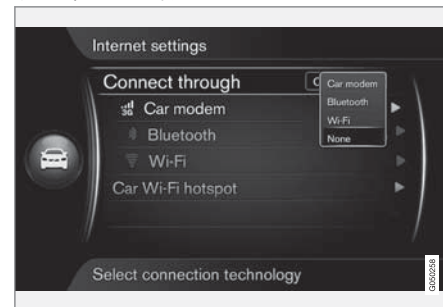 Internet settings
Connect through
Car modem
Bluetooth
Wi-Fi
None
3G Car modem
Bluetooth
Wi-Fi
Car Wi-Fi hotspot
Select connection technology
G050258